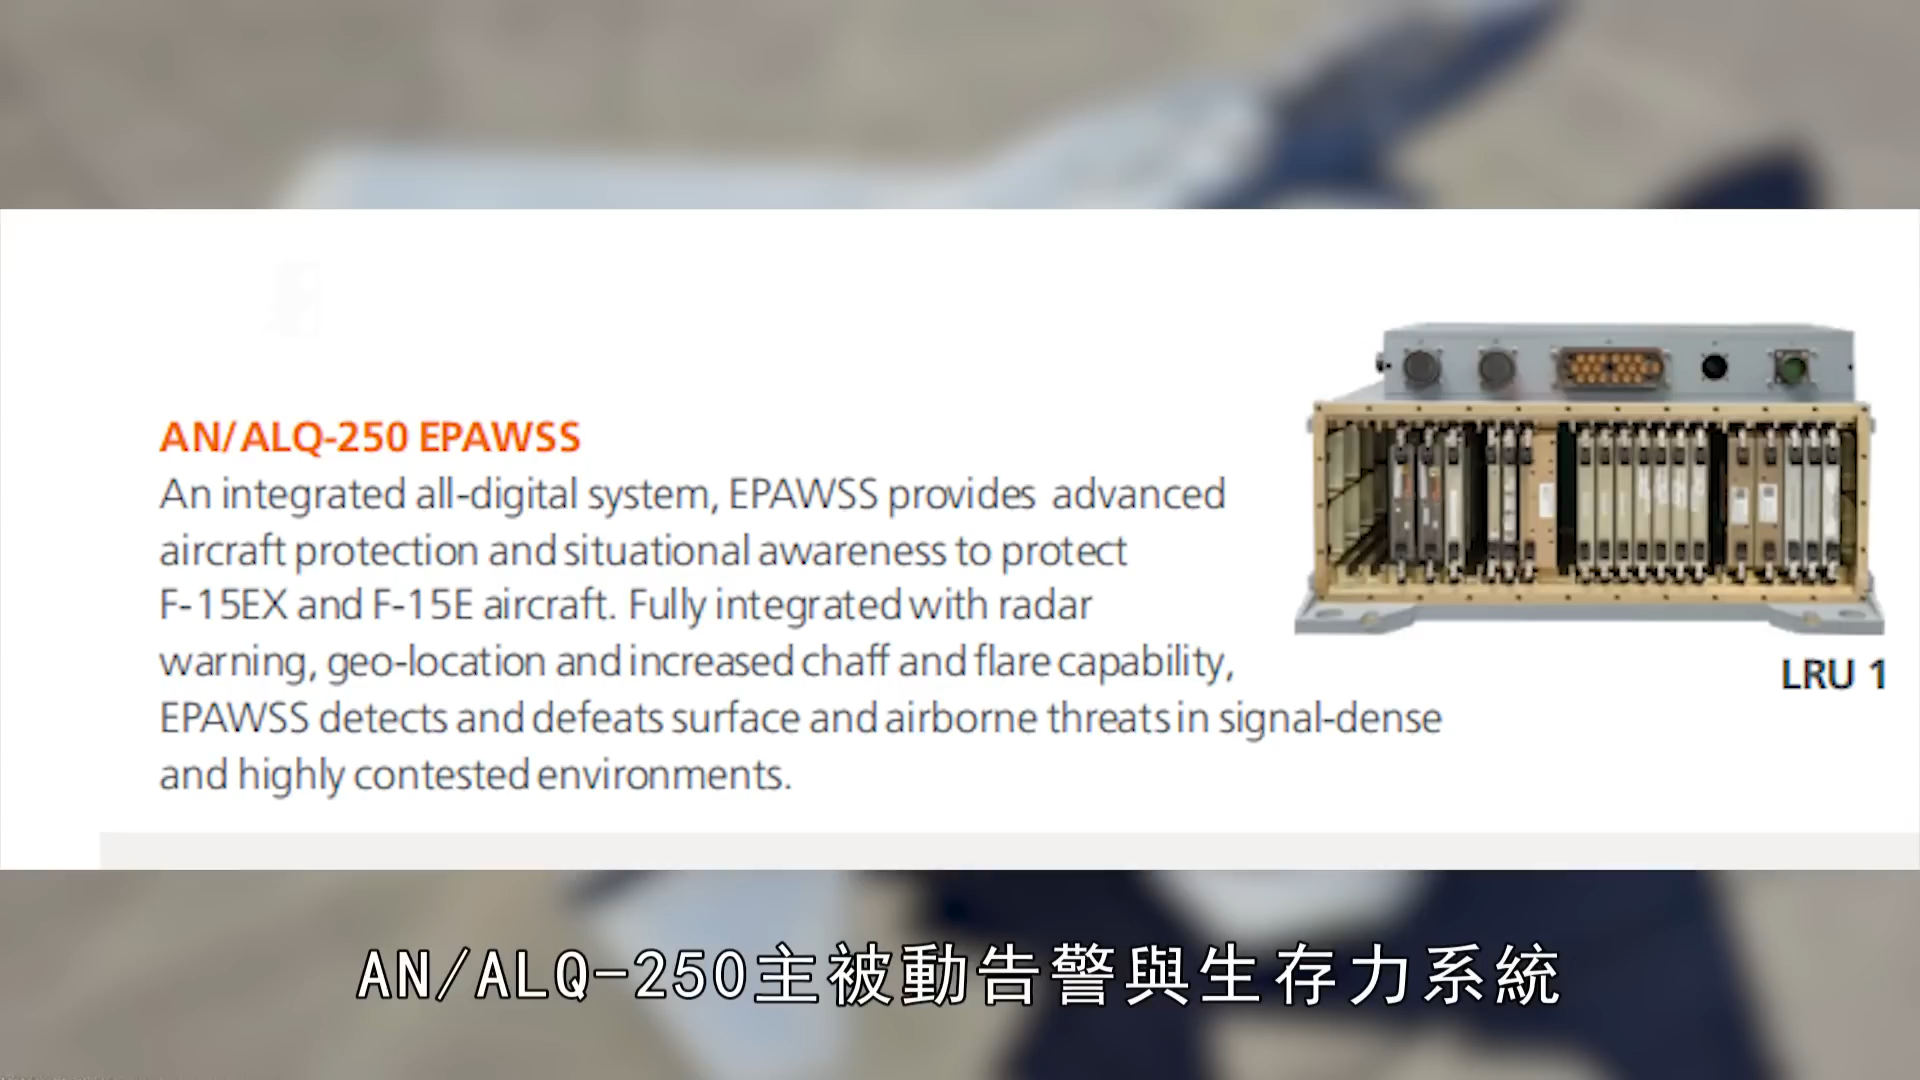 AN/ALQ-250 EPAWSS
An integrated all-digital system, EPAWSS provides advanced
aircraft protection and situational awareness to protect
F-15EX and F-15E aircraft. Fully integrated with radar
warning, geo-location and increased chaff and flare capability,
EPAWSS detects and defeats surface and airborne threats in signal-dense
and highly contested environments.
LRU 1
AN/ALQ-250主被動告警與生存力系統